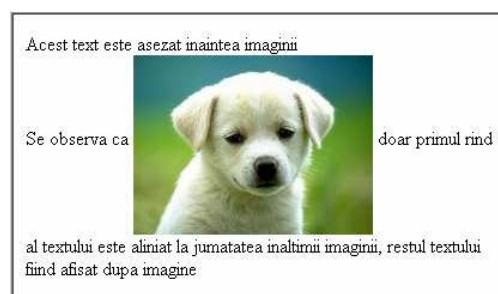 Acest text este asezat inaintea imaginii
Se observa ca doar primul rind
al textului este aliniat la jumatatea inaltimii imaginii, restul textului
fiind afisat dupa imagine